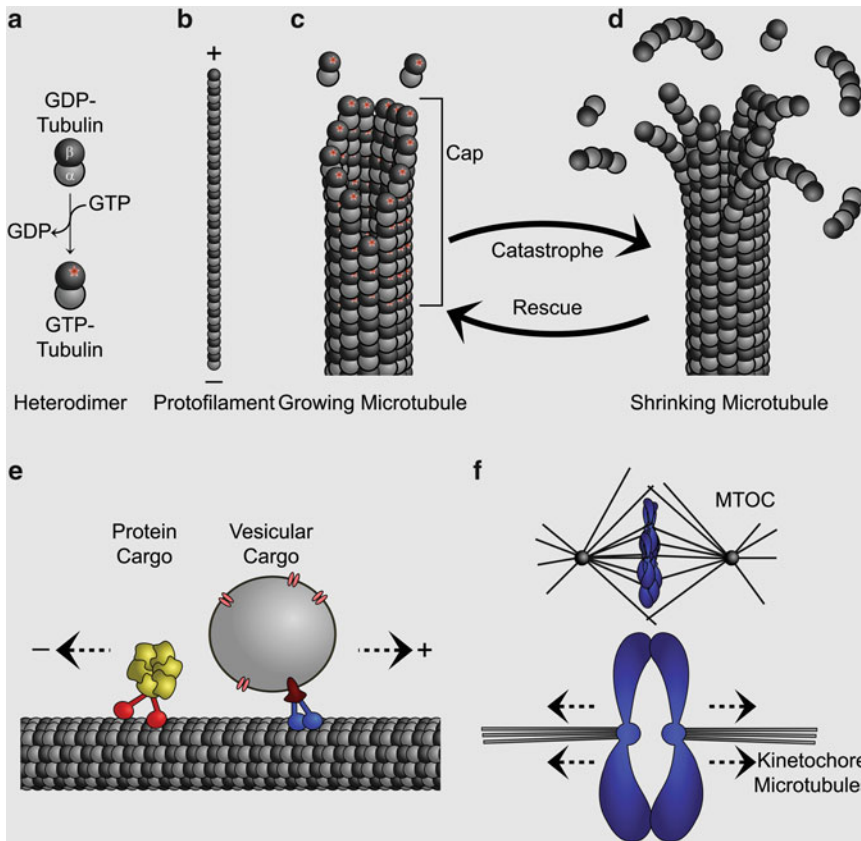 a
GDP-
Tubulin
β
α
GTP
GDP
GTP-
Tubulin
Heterodimer
b
+
−
Protofilament
c
Cap
Growing Microtubule
Catastrophe
Rescue
d
Shrinking Microtubule
e
Protein
Cargo
Vesicular
Cargo
−
+
f
MTOC
Kinetochore
Microtubule